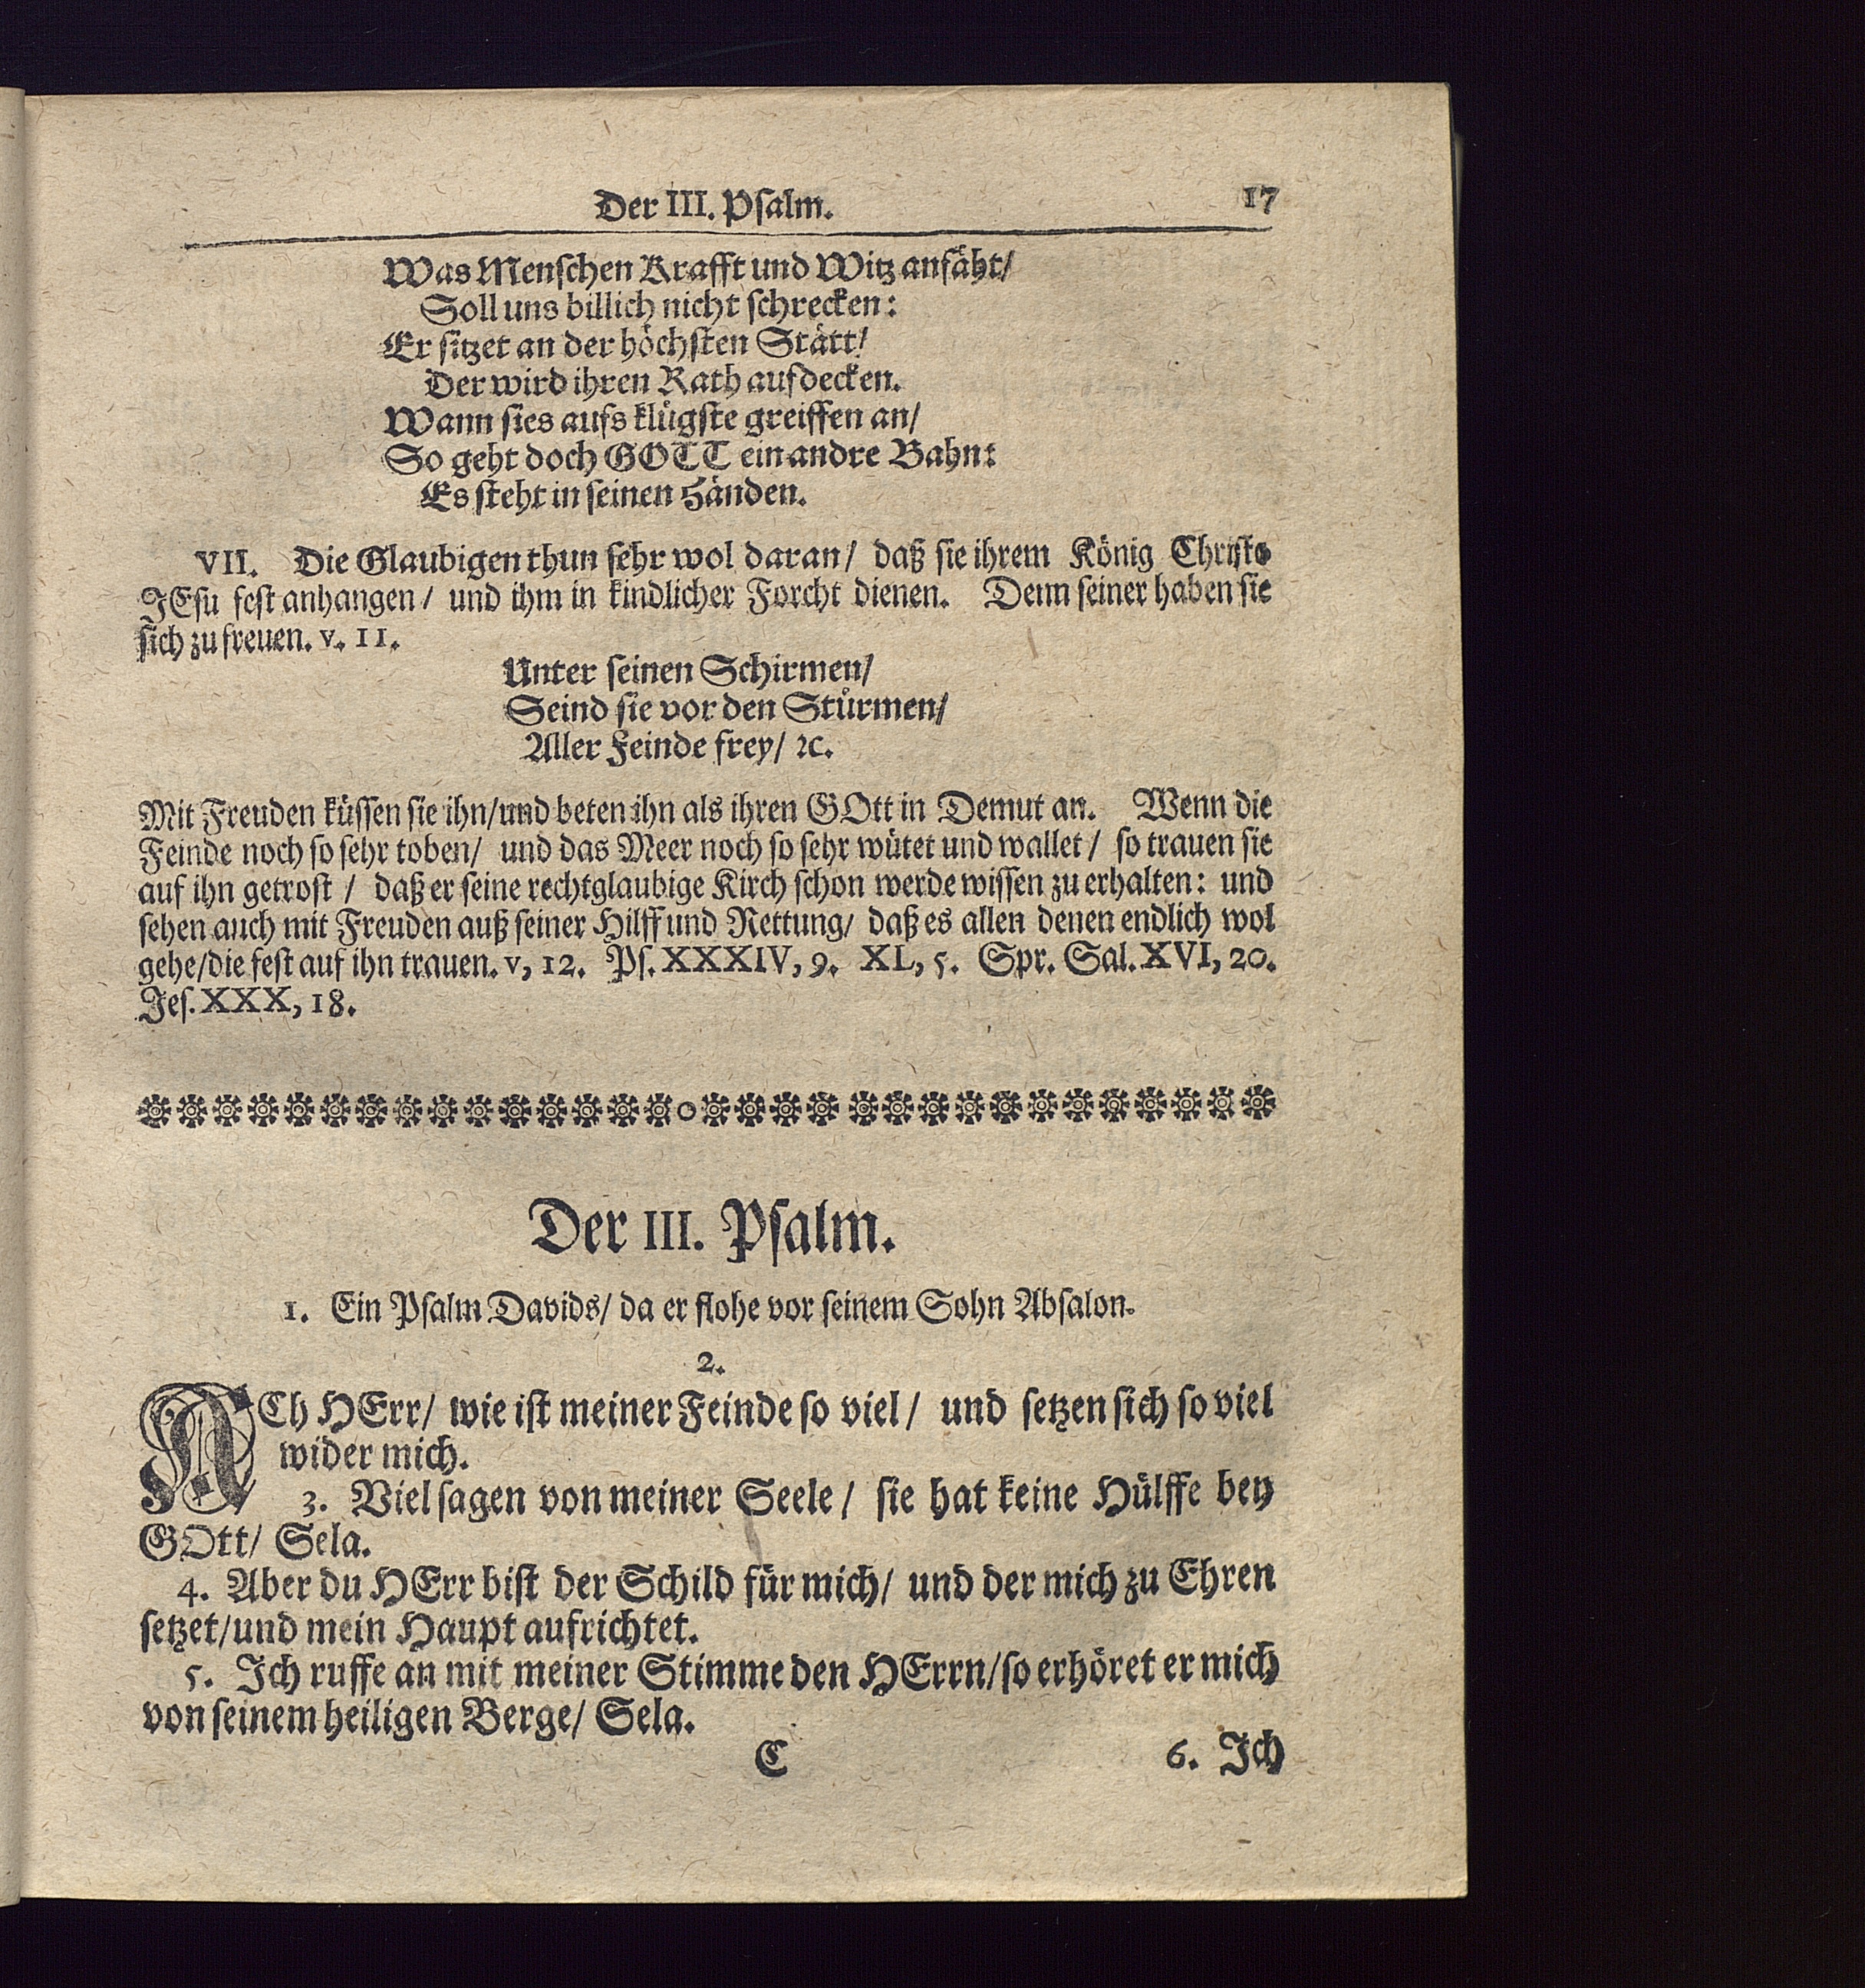 Der III. Psalm. 17
Was Menschen Krafft und Witz anfäht/
Soll uns billich nicht schrecken:
Er sitzet an der höchsten Stätt/
Der wird ihren Rath aufdecken.
Wann sies aufs klügste greiffen an/
So geht doch GOTT ein andre Bahn:
Es steht in seinen Händen.
VII. Die Glaubigen thun sehr wol daran/ daß sie ihrem König Christo
JEsu fest anhangen/ und ihm in kindlicher Forcht dienen. Denn seiner haben sie
sich zu freuen. v. 11.
Unter seinen Schirmen/
Seind sie vor den Stürmen/
Aller Feinde frey/ ꝛc.
Mit Freuden küssen sie ihn/und beten ihn als ihren GOtt in Demut an. Wenn die
Feinde noch so sehr toben/ und das Meer noch so sehr wütet und wallet/ so trauen sie
auf ihn getrost/ daß er seine rechtglaubige Kirch schon werde wissen zu erhalten: und
sehen auch mit Freuden auß seiner Hilff und Rettung/ daß es allen denen endlich wol
gehe/die fest auf ihn trauen. v, 12. Ps. XXXIV, 9. XL, 5. Spr. Sal. XVI, 20.
Jes. XXX, 18.
Der III. Psalm.
1. Ein Psalm Davids/ da er flohe vor seinem Sohn Absalon.
2.
ACh HErr/ wie ist meiner Feinde so viel/ und setzen sich so viel
wider mich.
3. Viel sagen von meiner Seele/ sie hat keine Hülffe bey
GOtt/ Sela.
4. Aber du HErr bist der Schild für mich/ und der mich zu Ehren
setzet/und mein Haupt aufrichtet.
5. Ich ruffe an mit meiner Stimme den HErrn/so erhöret er mich
von seinem heiligen Berge/ Sela.
C 6. Ich